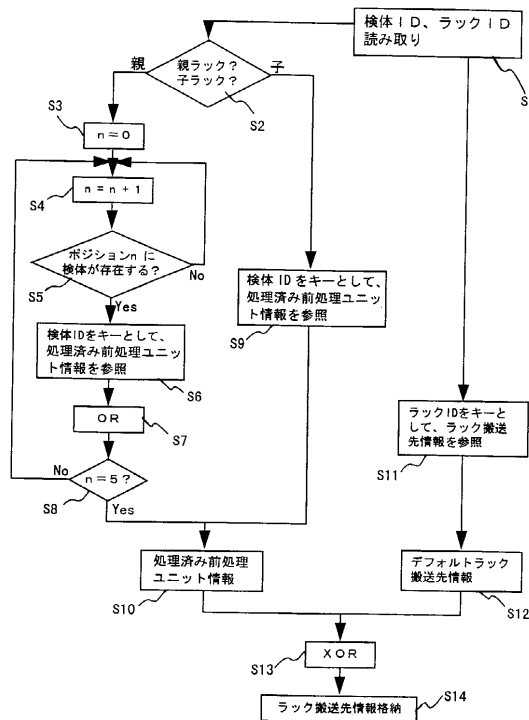 検体ID、ラックID
読み取り
S
親
親ラック?
子ラック?
子
S2
S3
n=0
S4
n=n+1
ポジションnに
検体が存在する?
No
S5
Yes
検体IDをキーとして、
処理済み前処理ユニ
ット情報を参照
S6
検体IDをキーとして、
処理済み前処理ユニッ
ト情報を参照
S9
OR
S7
ラックIDをキーと
して、ラック搬送
先情報を参照
S11
No
n=5?
S8
Yes
処理済み前処理
ユニット情報
S10
デフォルトラック
搬送先情報
S12
XOR
S13
ラック搬送先情報格納
S14